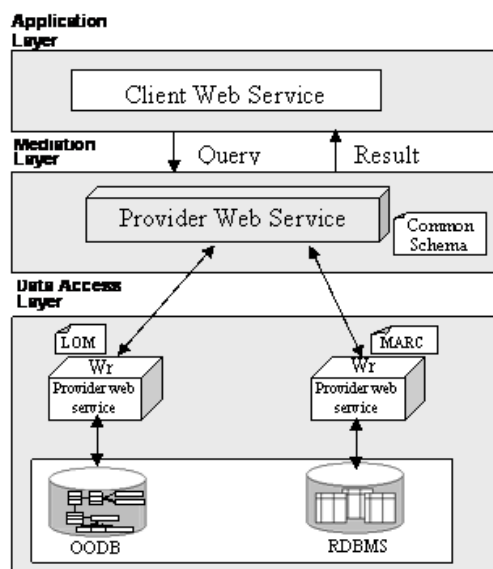 Application
Layer
Client Web Service
Mediation
Layer
Query
Result
Provider Web Service
Common
Schema
Data Access
Layer
LOM
MARC
Wr
Provider web
service
Wr
Provider web
service
OODB
RDBMS